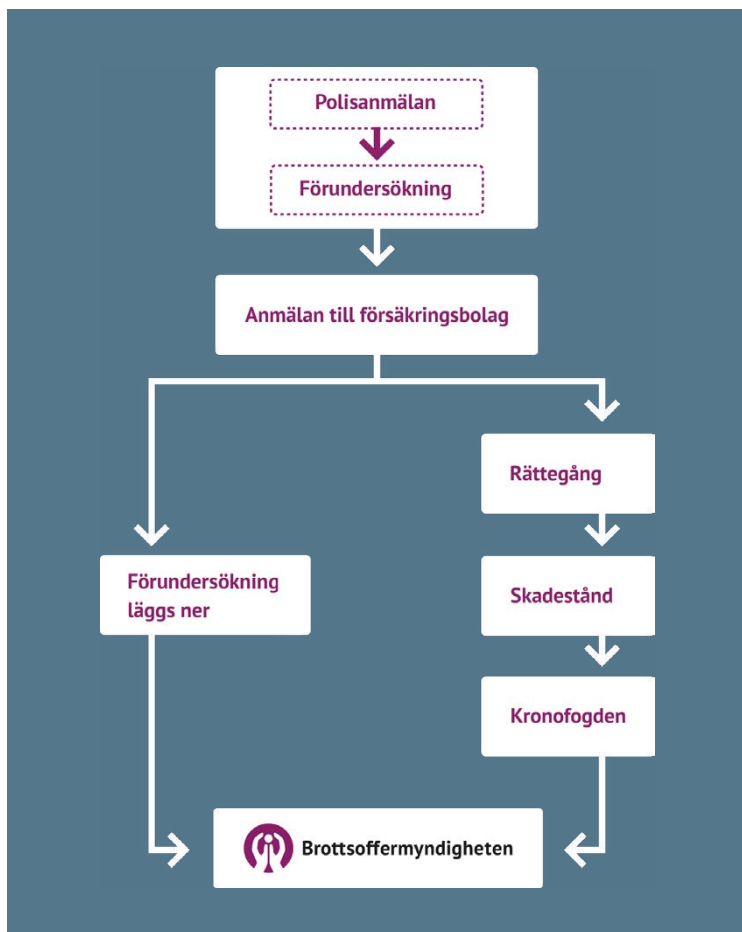 Polisanmälan
Förundersökning
Anmälan till försäkringsbolag
Rättegång
Förundersökning
läggs ner
Skadestånd
Kronofogden
Brottsoffermyndigheten